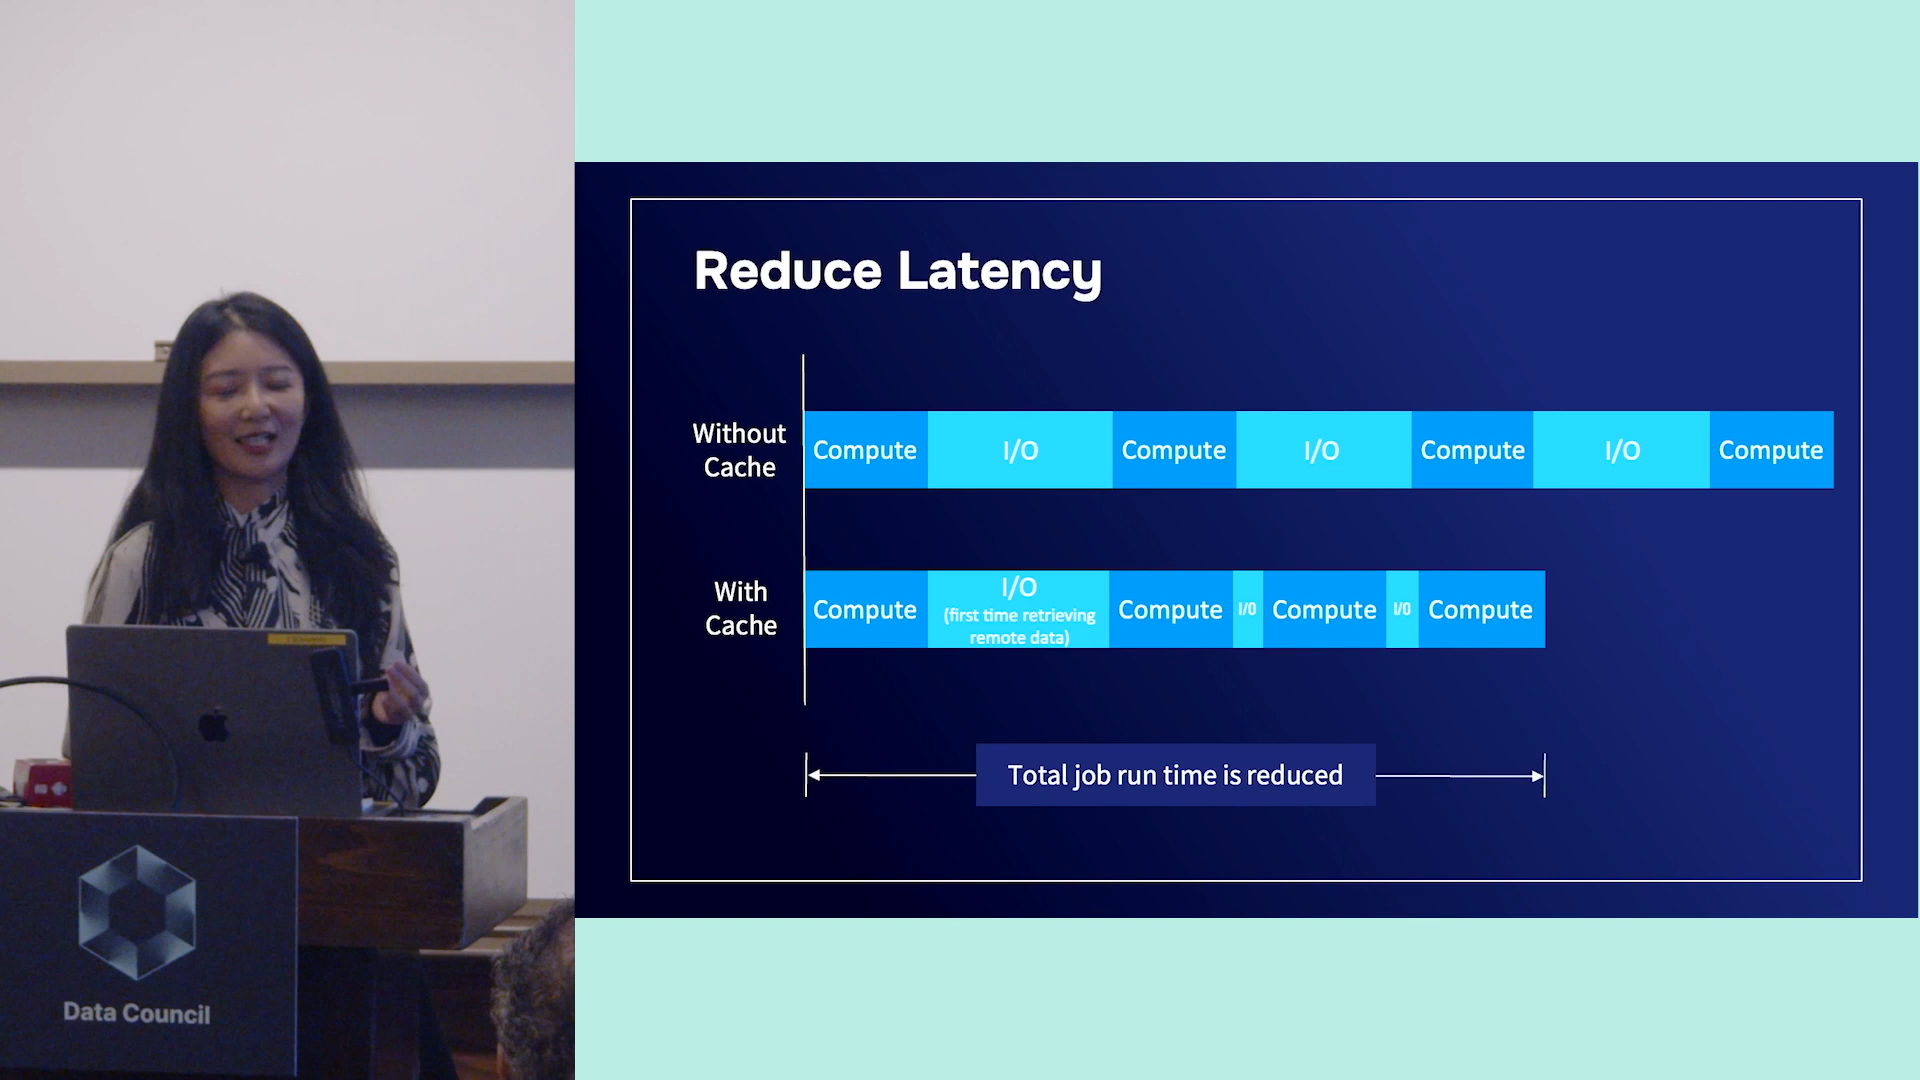 Reduce Latency
Without
Cache
Compute I/O Compute I/O Compute I/O Compute
With
Cache
Compute
I/O
(first time retrieving
remote data)
Compute I/O Compute I/O Compute
Total job run time is reduced
Data Council